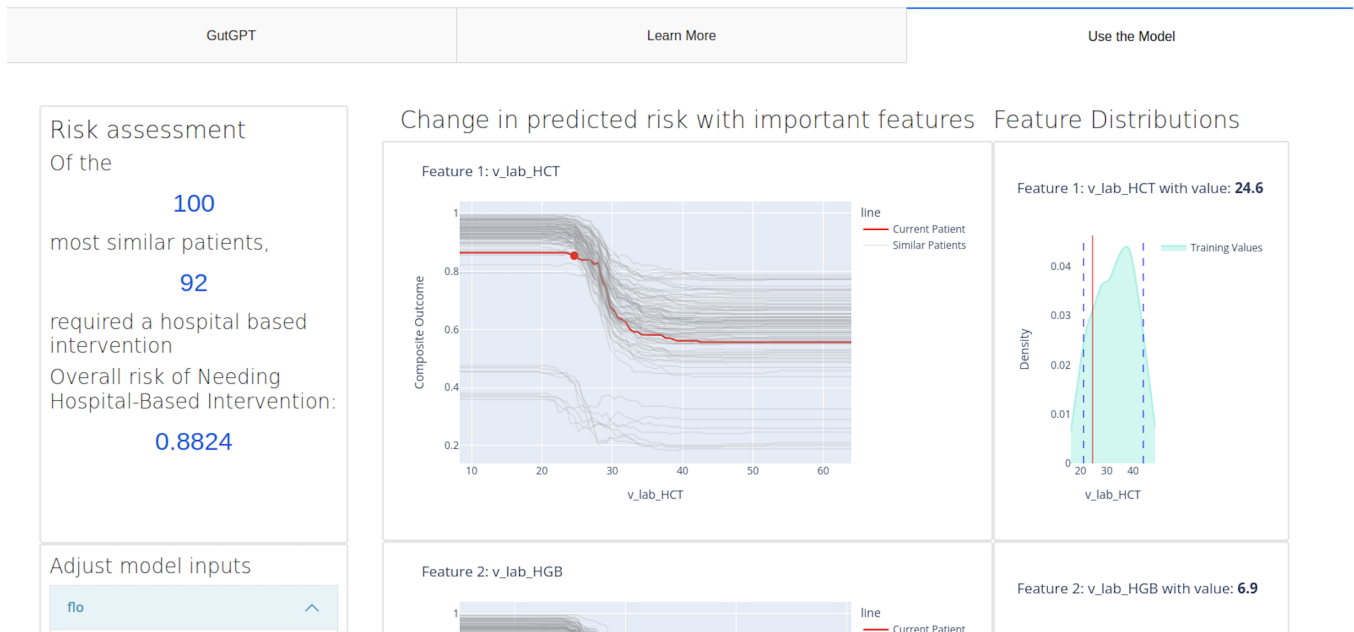 GutGPT
Learn More
Use the Model
Risk assessment
Of the
100
most similar patients,
92
required a hospital based
intervention
Overall risk of Needing
Hospital-Based Intervention:
0.8824
Adjust model inputs
flo
Change in predicted risk with important features
Feature 1: v_lab_HCT
line
Current Patient
Similar Patients
Composite Outcome
1
0.8
0.6
0.4
0.2
10 20 30 40 50 60
v_lab_HCT
Feature 2: v_lab_HGB
1
line
Current Patient
Feature Distributions
Feature 1: v_lab_HCT with value: 24.6
Training Values
Density
0.04
0.03
0.02
0.01
0
20 30 40
v_lab_HCT
Feature 2: v_lab_HGB with value: 6.9